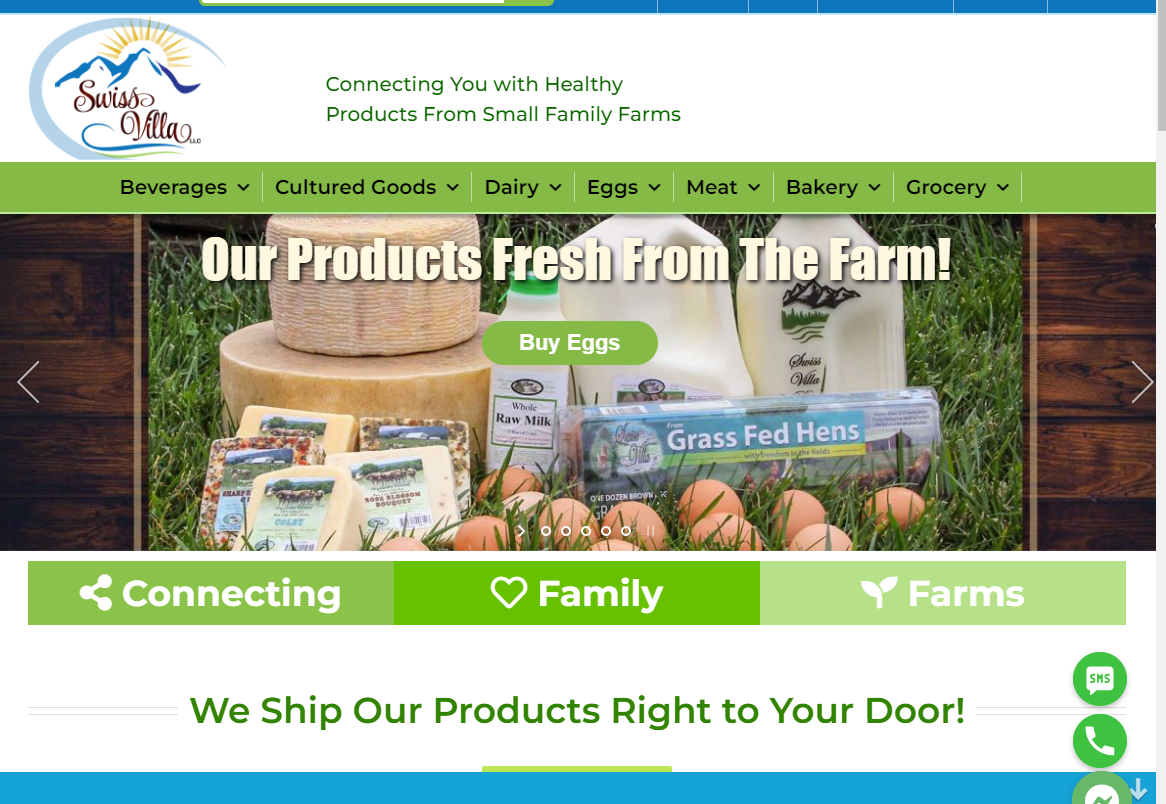 Swiss
Villa LLC
Connecting You with Healthy
Products From Small Family Farms
Beverages Cultured Goods Dairy Eggs Meat Bakery Grocery
Our Products Fresh From The Farm!
Buy Eggs
Swiss
Villa
Whole
Raw Milk
From
Grass Fed Hens
with freedom in the fields
Swiss
Villa
ONE DOZEN BROWN
ROSE BLOSSOM
BOUQUET
SHARP
COLBY
Connecting Family Farms
SMS
We Ship Our Products Right to Your Door!